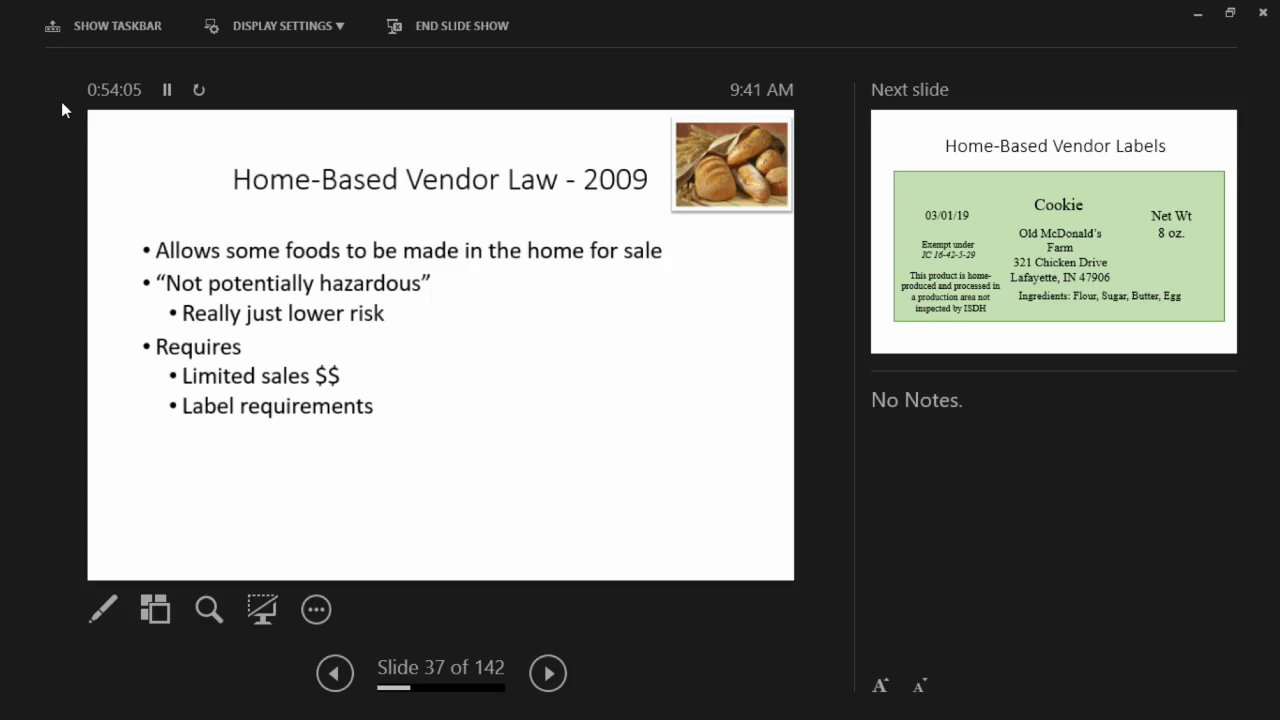 SHOW TASKBAR
DISPLAY SETTINGS ▼
END SLIDE SHOW
0:54:05
9:41 AM
Home-Based Vendor Law - 2009
• Allows some foods to be made in the home for sale
• “Not potentially hazardous”
• Really just lower risk
• Requires
• Limited sales $$
• Label requirements
Slide 37 of 142
Next slide
Home-Based Vendor Labels
03/01/19
Exempt under
IC 16-42-5-29
This product is home-
produced and processed in
a production area not
inspected by ISDH
Cookie
Old McDonald’s
Farm
321 Chicken Drive
Lafayette, IN 47906
Ingredients: Flour, Sugar, Butter, Egg
Net Wt
8 oz.
No Notes.
A
A